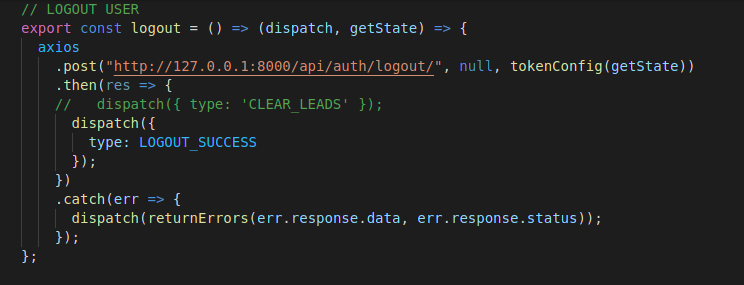 // LOGOUT USER
export const logout = () => (dispatch, getState) => {
  axios
    .post("http://127.0.0.1:8000/api/auth/logout/", null, tokenConfig(getState))
    .then(res => {
    //   dispatch({ type: 'CLEAR_LEADS' });
      dispatch({
        type: LOGOUT_SUCCESS
      });
    })
    .catch(err => {
      dispatch(returnErrors(err.response.data, err.response.status));
    });
};